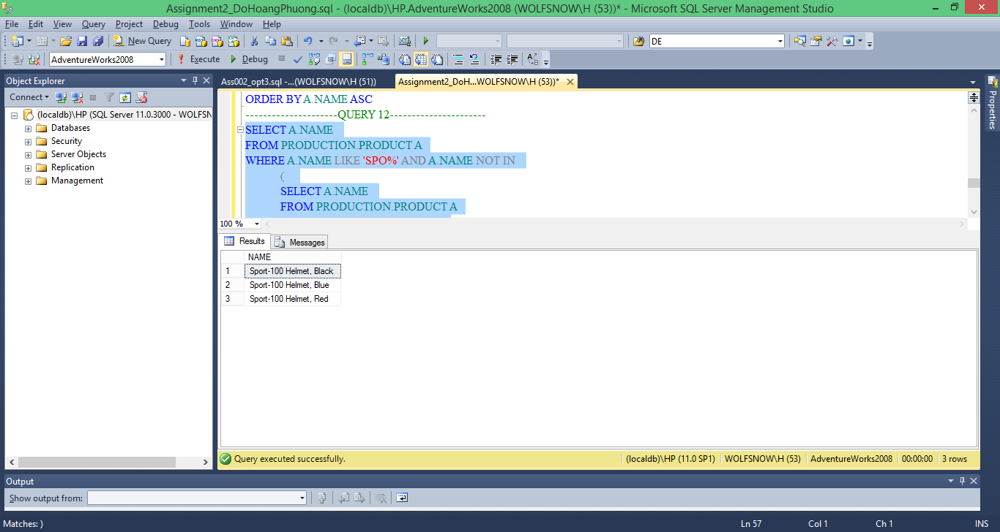 Assignment2_DoHoangPhuong.sql - (localdb)\HP.AdventureWorks2008 (WOLFSNOW\H (53))* - Microsoft SQL Server Management Studio
File Edit View Query Project Debug Tools Window Help
New Query DE
AdventureWorks2008 Execute Debug
Object Explorer
Connect
(localdb)\HP (SQL Server 11.0.3000 - WOLFSN
Databases
Security
Server Objects
Replication
Management
Ass002_opt3.sql -...(WOLFSNOW\H (51)) Assignment2_DoH...WOLFSNOW\H (53))*
ORDER BY A.NAME ASC
---------------------QUERY 12----------------------
SELECT A.NAME
FROM PRODUCTION.PRODUCT A
WHERE A.NAME LIKE 'SPO%' AND A.NAME NOT IN
(
SELECT A.NAME
FROM PRODUCTION.PRODUCT A
100 %
Results Messages
NAME
1 Sport-100 Helmet, Black
2 Sport-100 Helmet, Blue
3 Sport-100 Helmet, Red
Query executed successfully. (localdb)\HP (11.0 SP1) WOLFSNOW\H (53) AdventureWorks2008 00:00:00 3 rows
Properties
Output
Show output from:
Matches: ) Ln 57 Col 1 Ch 1 INS